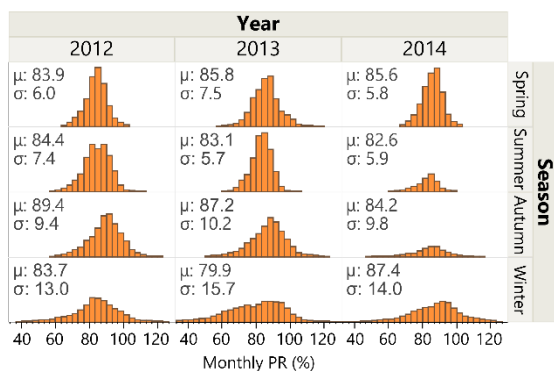 Year
2012 2013 2014
μ: 83.9 μ: 85.8 μ: 85.6
σ: 6.0 σ: 7.5 σ: 5.8
Spring
μ: 84.4 μ: 83.1 μ: 82.6
σ: 7.4 σ: 5.7 σ: 5.9
Summer
Season
μ: 89.4 μ: 87.2 μ: 84.2
σ: 9.4 σ: 10.2 σ: 9.8
Autumn
μ: 83.7 μ: 79.9 μ: 87.4
σ: 13.0 σ: 15.7 σ: 14.0
Winter
40 60 80 100 120 40 60 80 100 120 40 60 80 100 120
Monthly PR (%)